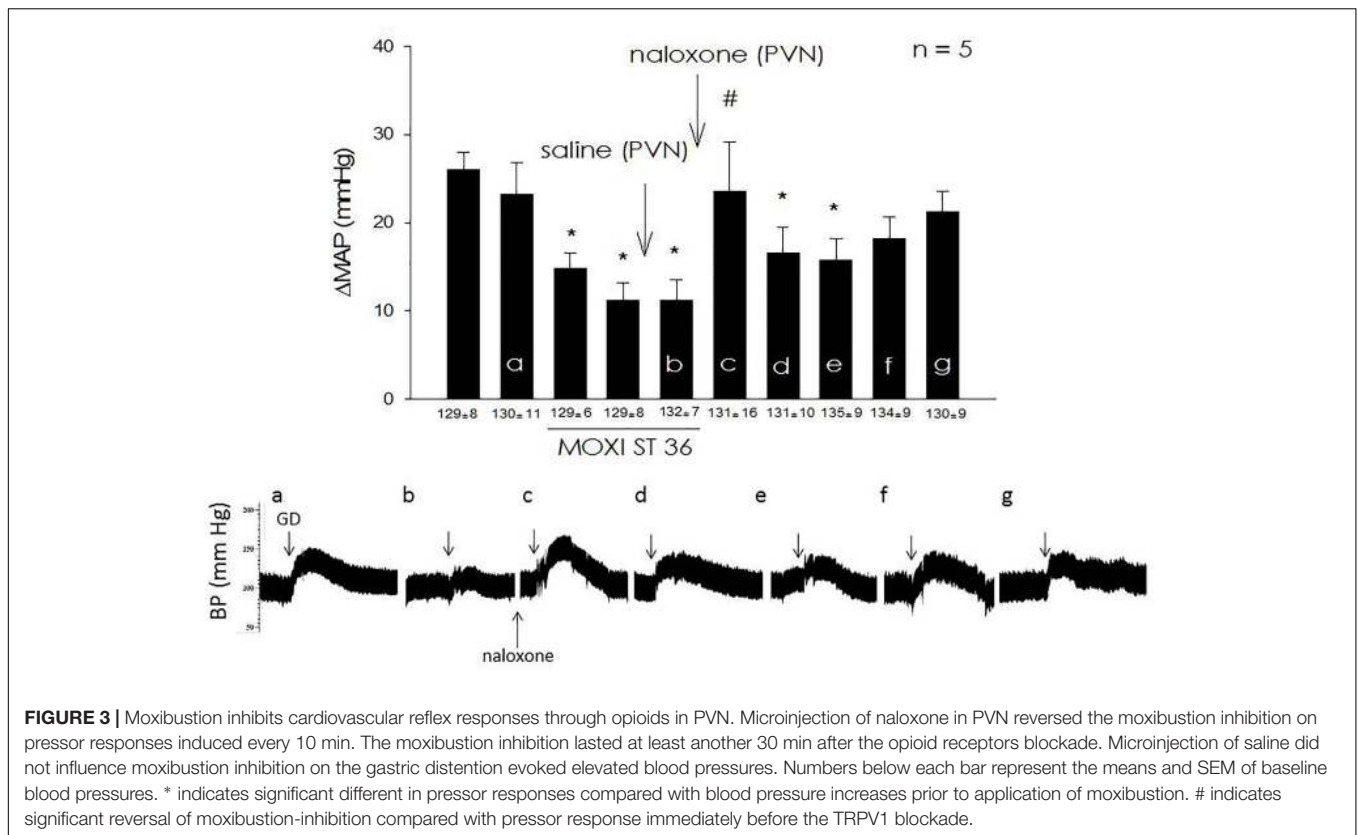 40
naloxone (PVN)
n = 5
#
30
saline (PVN)
ΔMAP (mmHg)
* *
20
* * *
10
a b c d e f g
0
129±8 130±11 129±6 129±8 132±7 131±16 131±10 135±9 134±9 130±9
MOXI ST 36
a b c d e f g
GD
BP (mm Hg)
200
150
100
50
naloxone
FIGURE 3 | Moxibustion inhibits cardiovascular reflex responses through opioids in PVN. Microinjection of naloxone in PVN reversed the moxibustion inhibition on
pressor responses induced every 10 min. The moxibustion inhibition lasted at least another 30 min after the opioid receptors blockade. Microinjection of saline did
not influence moxibustion inhibition on the gastric distention evoked elevated blood pressures. Numbers below each bar represent the means and SEM of baseline
blood pressures. * indicates significant different in pressor responses compared with blood pressure increases prior to application of moxibustion. # indicates
significant reversal of moxibustion-inhibition compared with pressor response immediately before the TRPV1 blockade.